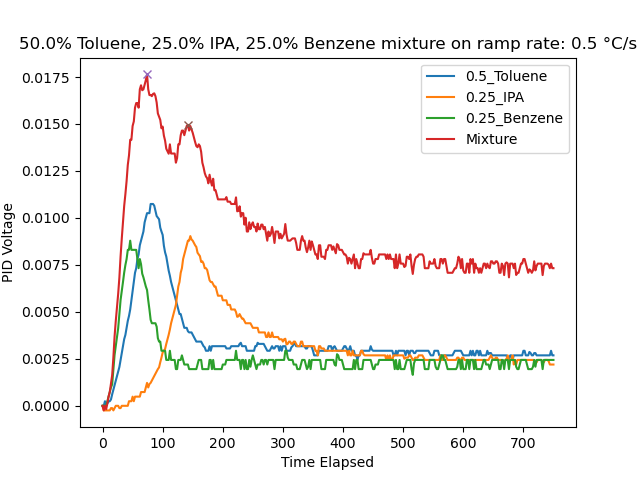 50.0% Toluene, 25.0% IPA, 25.0% Benzene mixture on ramp rate: 0.5 °C/s
PID Voltage
0.0175
0.0150
0.0125
0.0100
0.0075
0.0050
0.0025
0.0000
0.5_Toluene
0.25_IPA
0.25_Benzene
Mixture
0 100 200 300 400 500 600 700
Time Elapsed